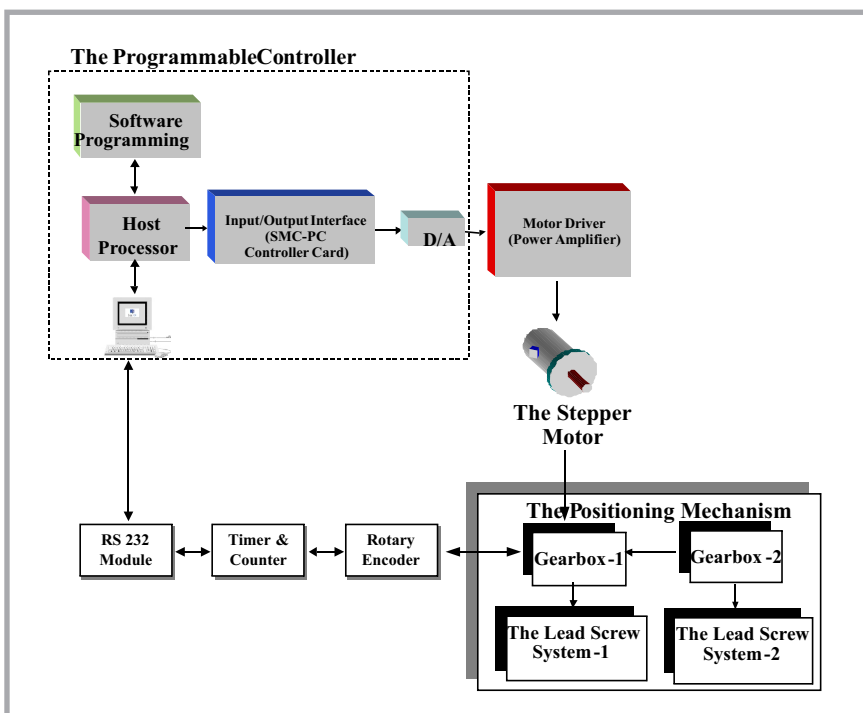 The ProgrammableController
Software
Programming
Host
Processor
Input/Output Interface
(SMC-PC
Controller Card)
D/A
Motor Driver
(Power Amplifier)
The Stepper
Motor
The Positioning Mechanism
RS 232
Module
Timer &
Counter
Rotary
Encoder
Gearbox-1
Gearbox-2
The Lead Screw
System-1
The Lead Screw
System-2